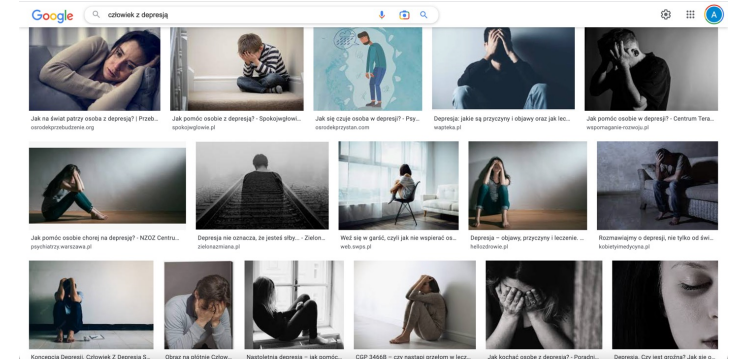 Google
człowiek z depresją
A
Jak na świat patrzy osoba z depresją? | Przeb...
osrodekprzebudzenie.org
Jak pomóc osobie z depresją? - Spokojwgłowi...
spokojwglowie.pl
Jak się czuje osoba w depresji? - Psy...
osrodekprzystan.com
Depresja: jakie są przyczyny i objawy oraz jak lec...
wapteka.pl
Jak pomóc osobie w depresji? - Centrum Tera...
wspomaganie-rozwoju.pl
Jak pomóc osobie chorej na depresję? - NZOZ Centru...
psychiatrzy.warszawa.pl
Depresja nie oznacza, że jesteś słaby... - Zielon...
zielonazmiana.pl
Weź się w garść, czyli jak nie wspierać os...
web.swps.pl
Depresja – objawy, przyczyny i leczenie. ...
hellozdrowie.pl
Rozmawiajmy o depresji, nie tylko od świ...
kobietyimedycyna.pl
Koncepcja Depresji. Człowiek Z Depresją S...
Obraz na płótnie Człow...
Nastoletnia depresja – jak pomóc...
CGP 3466B – czy nastąpi przełom w lecz...
Jak kochać osobę z depresją? - Poradni...
Depresja. Czy jest groźna? Jak się o...